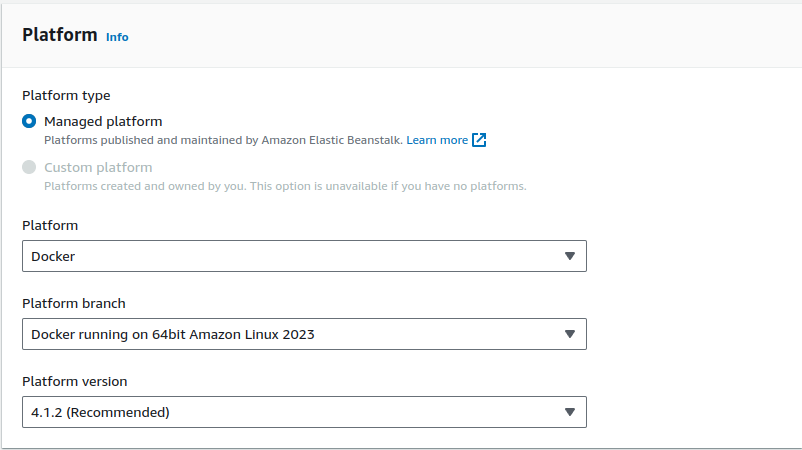 Platform Info
Platform type
Managed platform
Platforms published and maintained by Amazon Elastic Beanstalk. Learn more
Custom platform
Platforms created and owned by you. This option is unavailable if you have no platforms.
Platform
Docker
Platform branch
Docker running on 64bit Amazon Linux 2023
Platform version
4.1.2 (Recommended)